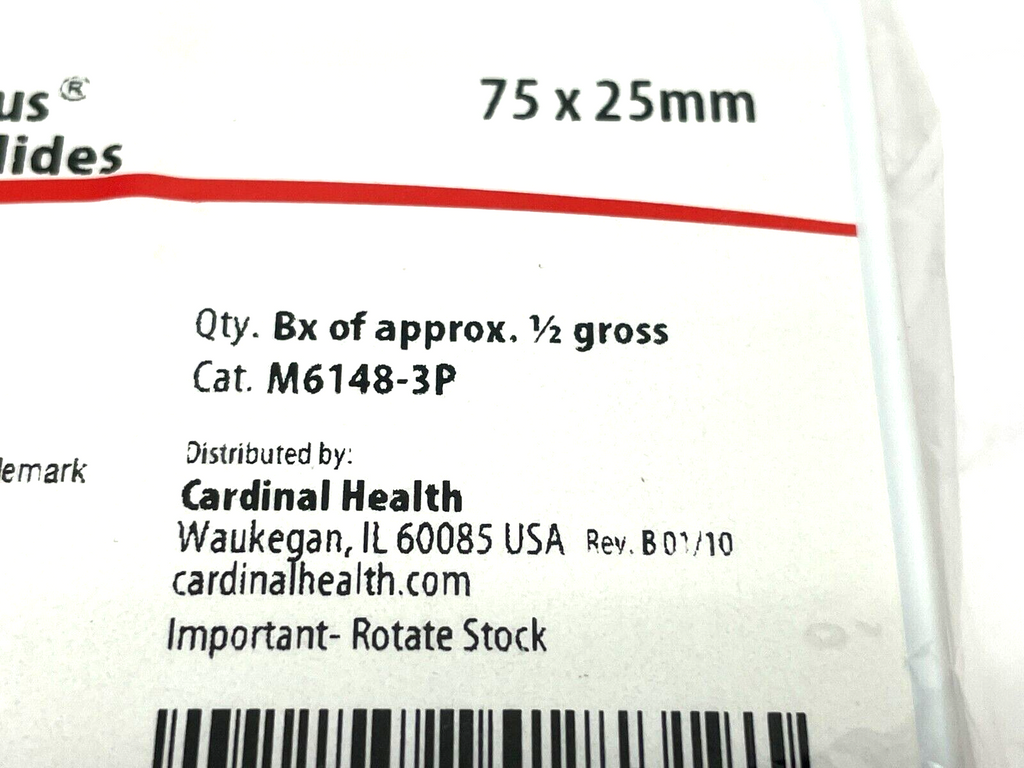 us®
75 x 25mm
lides
Qty. Bx of approx. ½ gross
Cat. M6148-3P
emark
Distributed by:
Cardinal Health
Waukegan, IL 60085 USA Rev. B 01/10
cardinalhealth.com
Important- Rotate Stock